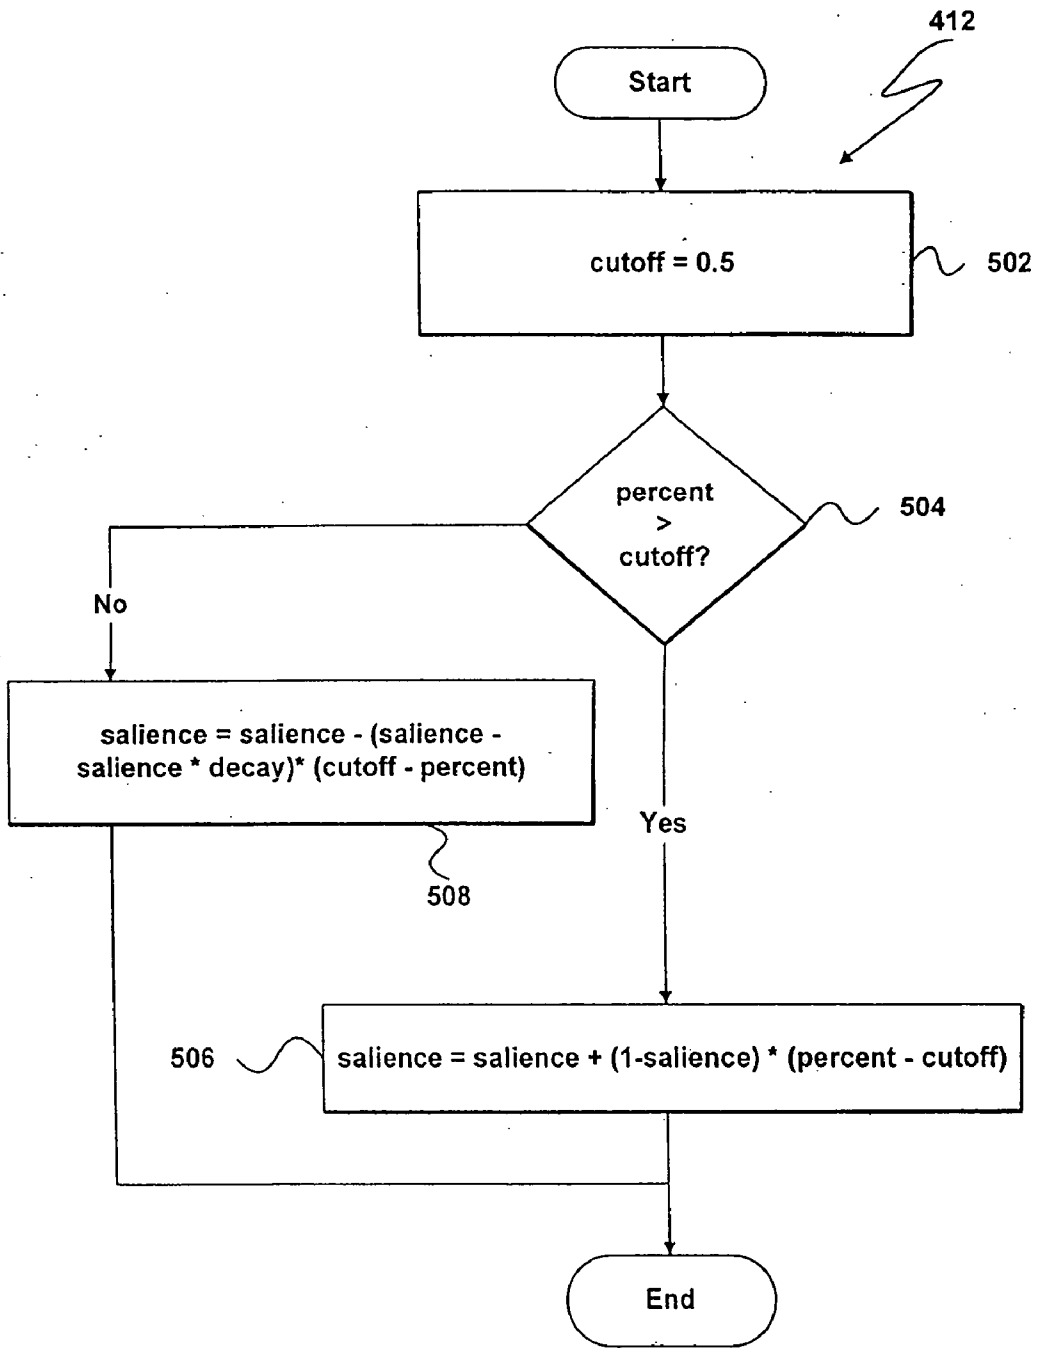 412
Start
cutoff = 0.5
502
percent
>
cutoff?
504
No
salience = salience - (salience -
salience * decay)* (cutoff - percent)
508
Yes
506
salience = salience + (1-salience) * (percent - cutoff)
End